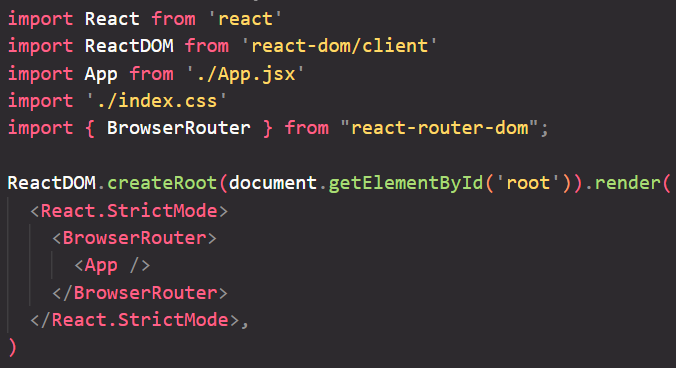 import React from 'react'
import ReactDOM from 'react-dom/client'
import App from './App.jsx'
import './index.css'
import { BrowserRouter } from "react-router-dom";
ReactDOM.createRoot(document.getElementById('root')).render(
<React.StrictMode>
<BrowserRouter>
<App />
</BrowserRouter>
</React.StrictMode>,
)